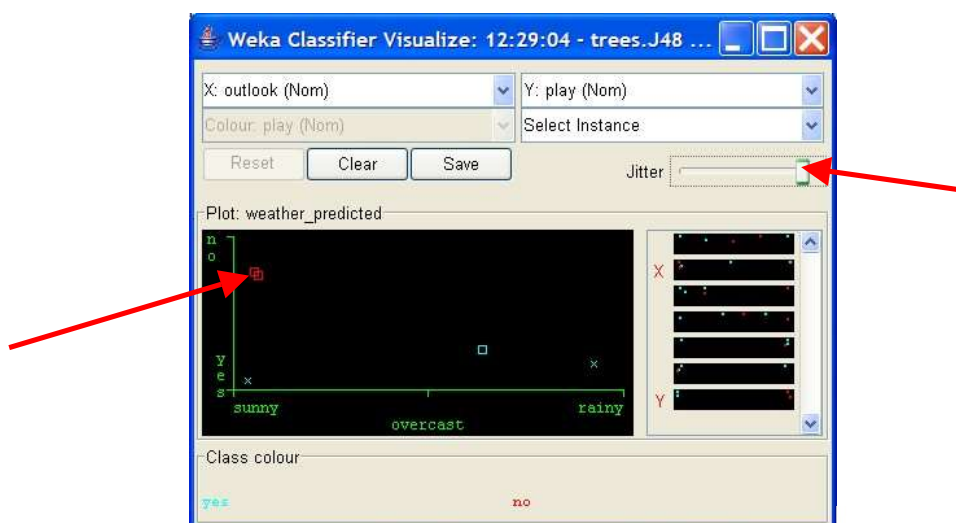 Weka Classifier Visualize: 12:29:04 - trees.J48 ...
X: outlook (Nom)
Y: play (Nom)
Colour: play (Nom)
Select Instance
Reset
Clear
Save
Jitter
Plot: weather_predicted
no
yes
sunny
overcast
rainy
X
Y
Class colour
yes
no